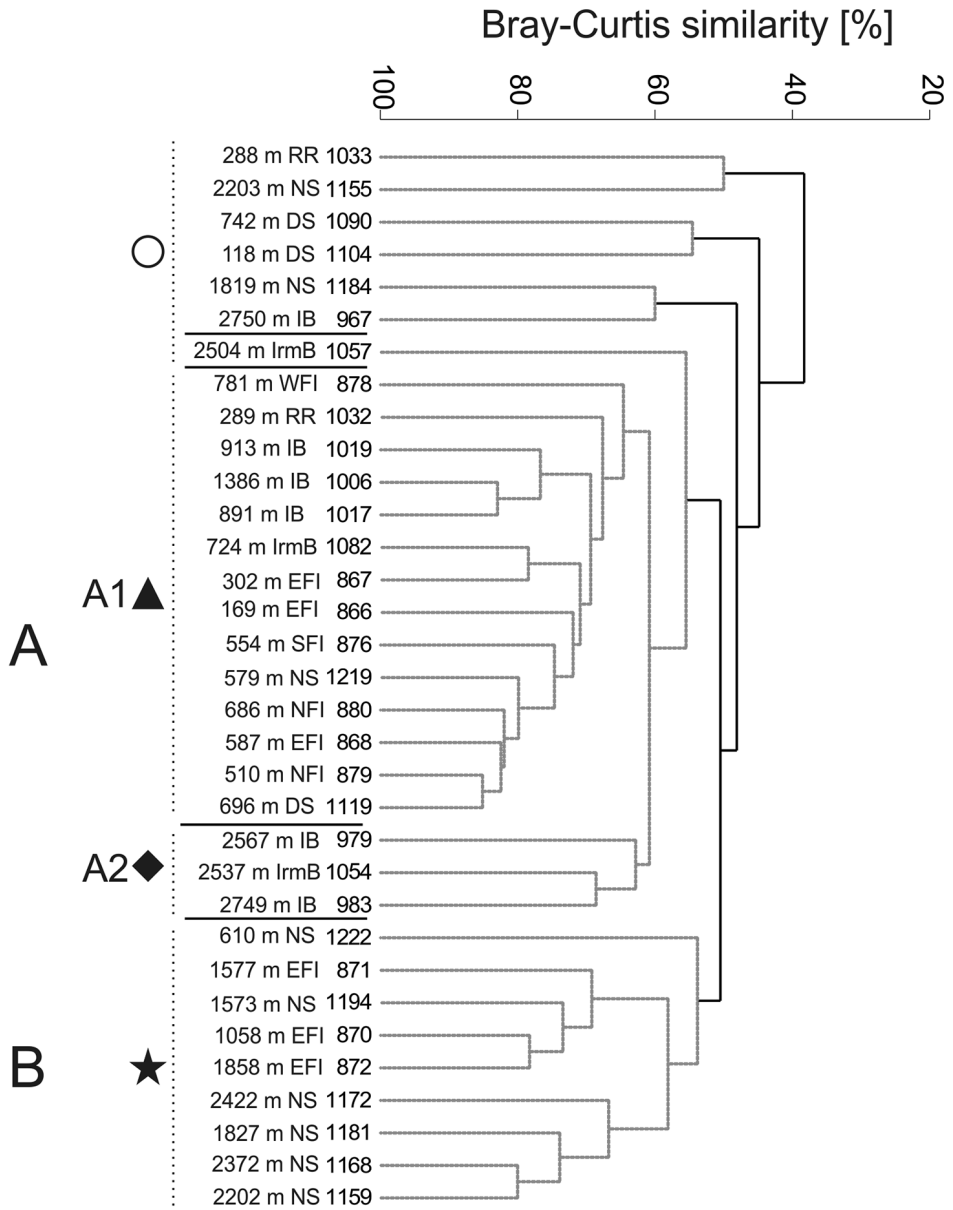 Bray-Curtis similarity [%]
100 80 60 40 20
288 m RR 1033
2203 m NS 1155
742 m DS 1090
118 m DS 1104
1819 m NS 1184
2750 m IB 967
2504 m IrmB 1057
781 m WFI 878
289 m RR 1032
913 m IB 1019
1386 m IB 1006
891 m IB 1017
724 m IrmB 1082
302 m EFI 867
A1
169 m EFI 866
A
554 m SFI 876
579 m NS 1219
686 m NFI 880
587 m EFI 868
510 m NFI 879
696 m DS 1119
2567 m IB 979
A2
2537 m IrmB 1054
2749 m IB 983
610 m NS 1222
1577 m EFI 871
1573 m NS 1194
1058 m EFI 870
B
1858 m EFI 872
2422 m NS 1172
1827 m NS 1181
2372 m NS 1168
2202 m NS 1159